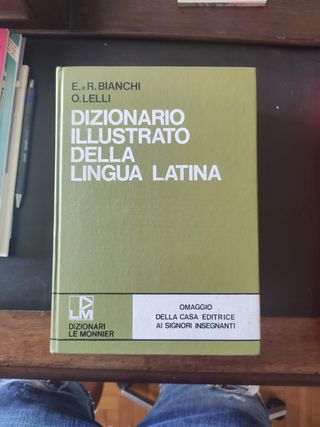 E. e R. BIANCHI
O. LELLI
DIZIONARIO
ILLUSTRATO
DELLA
LINGUA LATINA
LM
DIZIONARI
LE MONNIER
OMAGGIO
DELLA CASA EDITRICE
AI SIGNORI INSEGNANTI